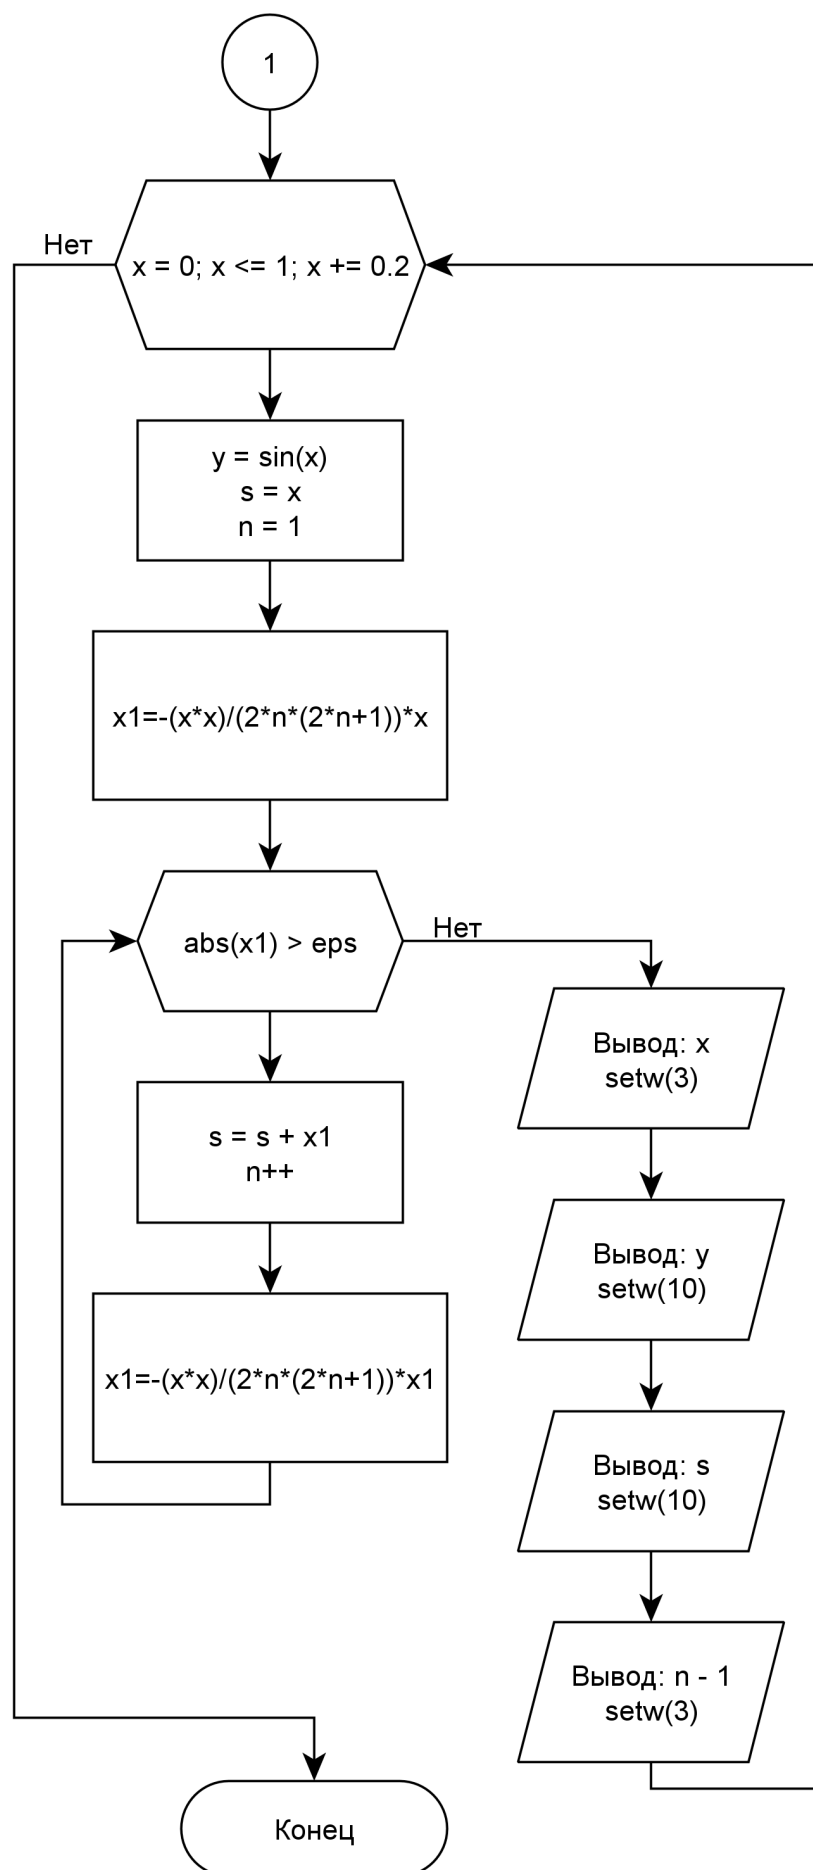 1
Нет
x = 0; x <= 1; x += 0.2
y = sin(x)
s = x
n = 1
x1=-(x*x)/(2*n*(2*n+1))*x
abs(x1) > eps
Нет
s = s + x1
n++
x1=-(x*x)/(2*n*(2*n+1))*x1
Вывод: x
setw(3)
Вывод: y
setw(10)
Вывод: s
setw(10)
Вывод: n - 1
setw(3)
Конец